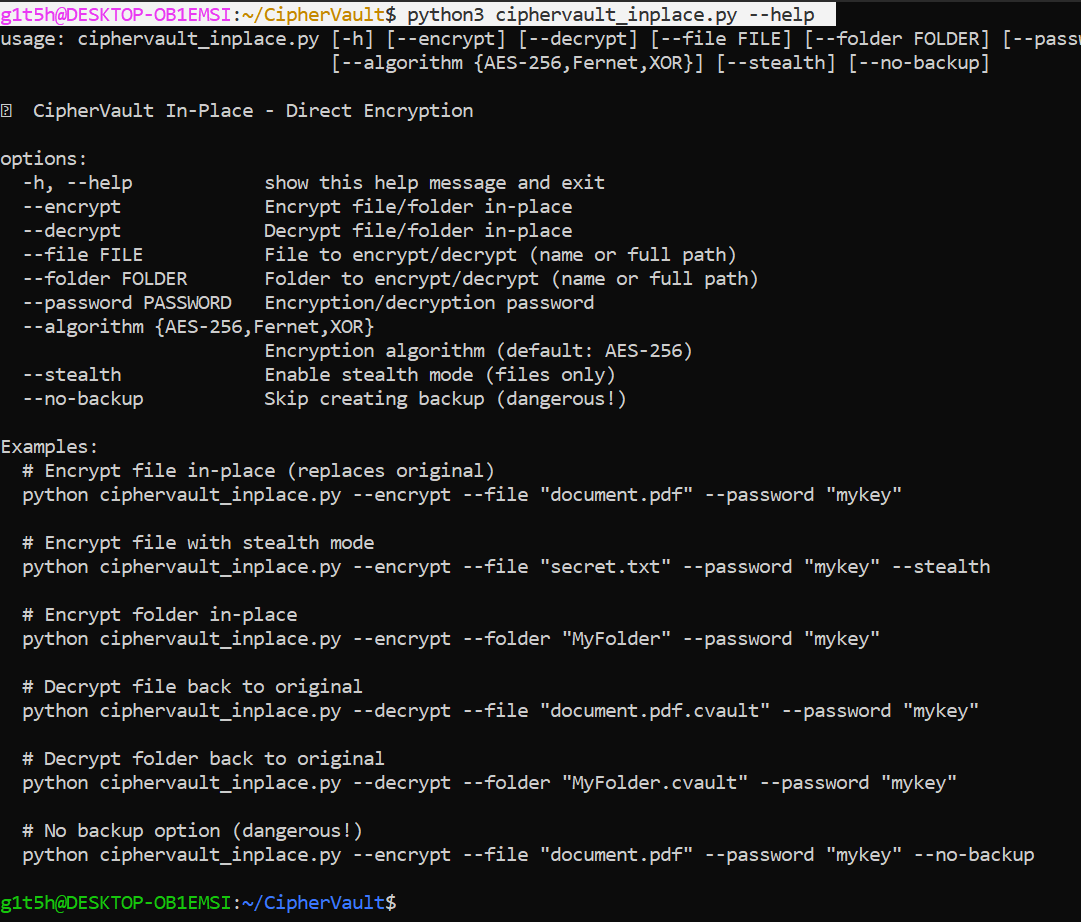 g1t5h@DESKTOP-OB1EMSI:~/CipherVault$ python3 ciphervault_inplace.py --help
usage: ciphervault_inplace.py [-h] [--encrypt] [--decrypt] [--file FILE] [--folder FOLDER]
[--algorithm {AES-256,Fernet,XOR}] [--stealth] [--no-backup]
CipherVault In-Place - Direct Encryption
options:
-h, --help show this help message and exit
--encrypt Encrypt file/folder in-place
--decrypt Decrypt file/folder in-place
--file FILE File to encrypt/decrypt (name or full path)
--folder FOLDER Folder to encrypt/decrypt (name or full path)
--password PASSWORD Encryption/decryption password
--algorithm {AES-256,Fernet,XOR}
Encryption algorithm (default: AES-256)
--stealth Enable stealth mode (files only)
--no-backup Skip creating backup (dangerous!)
Examples:
# Encrypt file in-place (replaces original)
python ciphervault_inplace.py --encrypt --file "document.pdf" --password "mykey"
# Encrypt file with stealth mode
python ciphervault_inplace.py --encrypt --file "secret.txt" --password "mykey" --stealth
# Encrypt folder in-place
python ciphervault_inplace.py --encrypt --folder "MyFolder" --password "mykey"
# Decrypt file back to original
python ciphervault_inplace.py --decrypt --file "document.pdf.cvault" --password "mykey"
# Decrypt folder back to original
python ciphervault_inplace.py --decrypt --folder "MyFolder.cvault" --password "mykey"
# No backup option (dangerous!)
python ciphervault_inplace.py --encrypt --file "document.pdf" --password "mykey" --no-backup
g1t5h@DESKTOP-OB1EMSI:~/CipherVault$